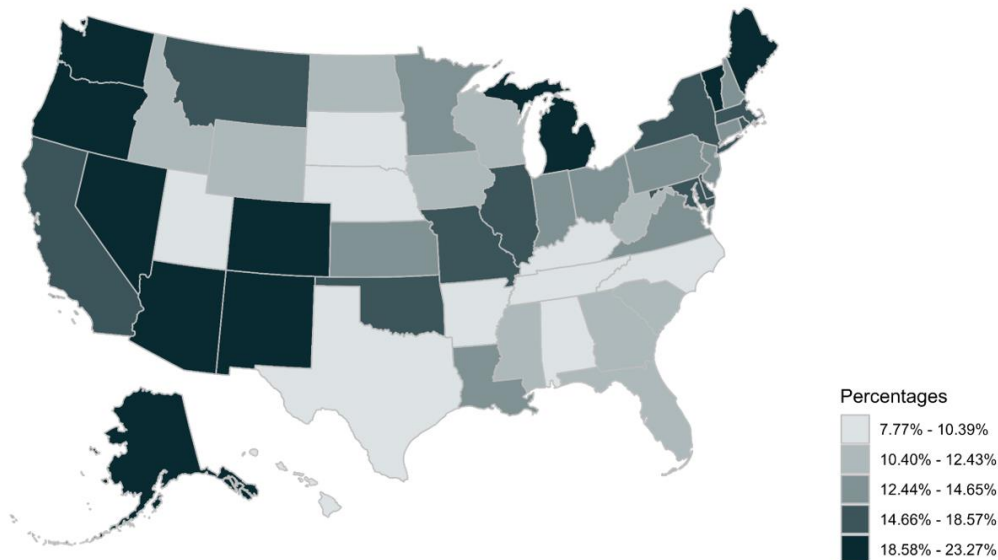 Percentages
7.77% - 10.39%
10.40% - 12.43%
12.44% - 14.65%
14.66% - 18.57%
18.58% - 23.27%